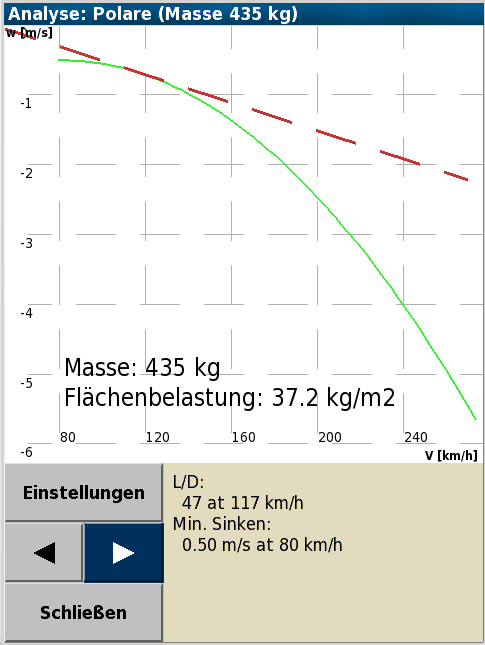 Analyse: Polare (Masse 435 kg)
w [m/s]
-1
-2
-3
-4
-5
-6
Masse: 435 kg
Flächenbelastung: 37.2 kg/m2
80 120 160 200 240
V [km/h]
Einstellungen
Schließen
L/D:
47 at 117 km/h
Min. Sinken:
0.50 m/s at 80 km/h